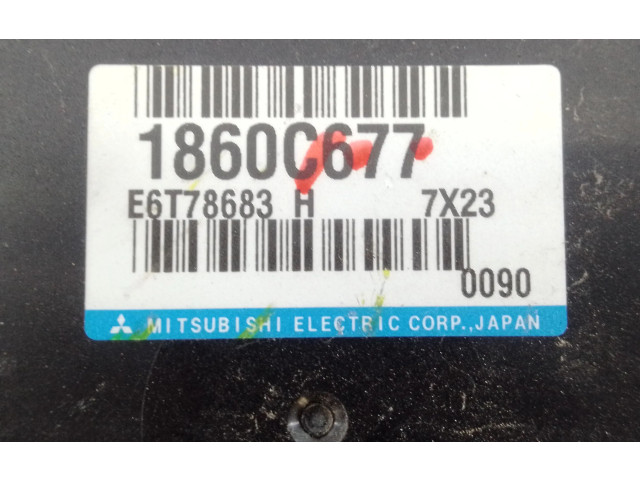 1860C677
E6T78683 H 7X23
0090
MITSUBISHI ELECTRIC CORP., JAPAN